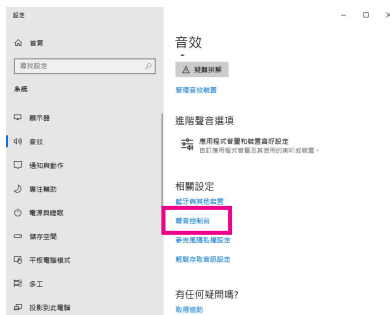 設定
首頁
尋找設定
系統
顯示器
音效
通知與動作
專注輔助
電源與睡眠
儲存空間
平板電腦模式
多工
投影到此電腦
音效
疑難排解
管理音效裝置
進階聲音選項
應用程式音量和裝置喜好設定
自訂應用程式音量及其使用的喇叭或裝置。
相關設定
藍牙與其他裝置
聲音控制台
麥克風隱私權設定
輕鬆存取音訊設定
有任何疑問嗎?
取得協助